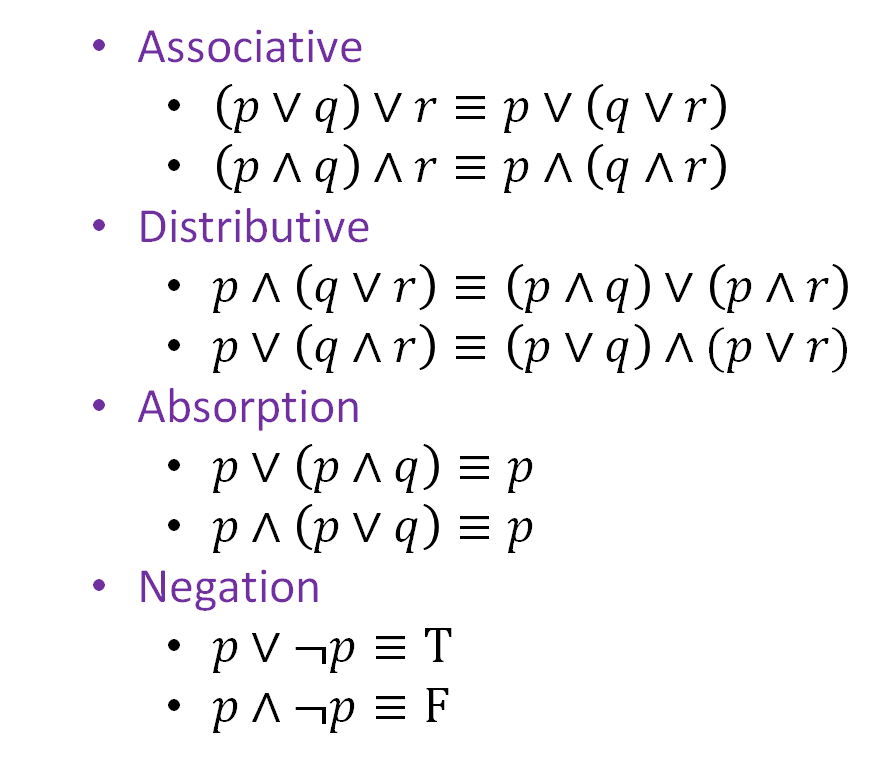 • Associative
• (p ∨ q) ∨ r ≡ p ∨ (q ∨ r)
• (p ∧ q) ∧ r ≡ p ∧ (q ∧ r)
• Distributive
• p ∧ (q ∨ r) ≡ (p ∧ q) ∨ (p ∧ r)
• p ∨ (q ∧ r) ≡ (p ∨ q) ∧ (p ∨ r)
• Absorption
• p ∨ (p ∧ q) ≡ p
• p ∧ (p ∨ q) ≡ p
• Negation
• p ∨ ¬p ≡ T
• p ∧ ¬p ≡ F